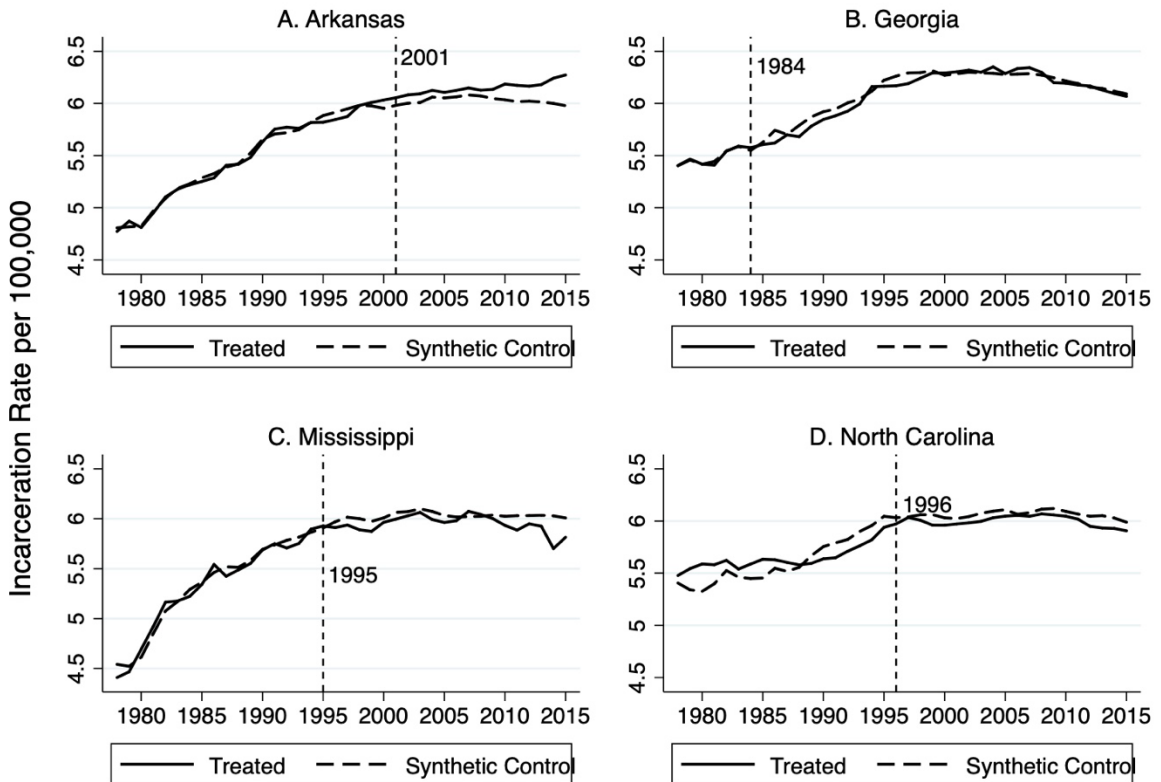 Incarceration Rate per 100,000
A. Arkansas
2001
6.5
6
5.5
5
4.5
1980 1985 1990 1995 2000 2005 2010 2015
Treated Synthetic Control
B. Georgia
1984
6.5
6
5.5
5
4.5
1980 1985 1990 1995 2000 2005 2010 2015
Treated Synthetic Control
C. Mississippi
6.5
6
5.5
5
4.5
1995
1980 1985 1990 1995 2000 2005 2010 2015
Treated Synthetic Control
D. North Carolina
6.5
6
5.5
5
4.5
1996
1980 1985 1990 1995 2000 2005 2010 2015
Treated Synthetic Control